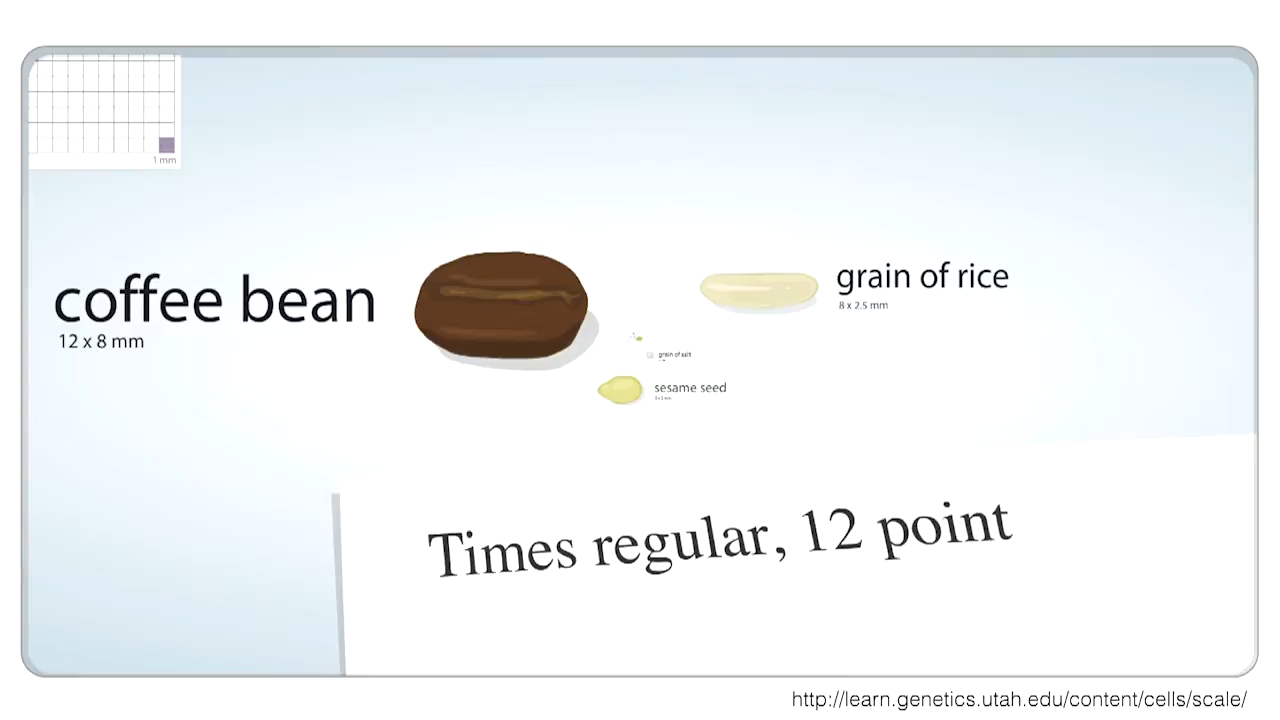 1 mm
coffee bean
12 x 8 mm
grain of rice
8 x 2.5 mm
grain of salt
sesame seed
Times regular, 12 point
http://learn.genetics.utah.edu/content/cells/scale/